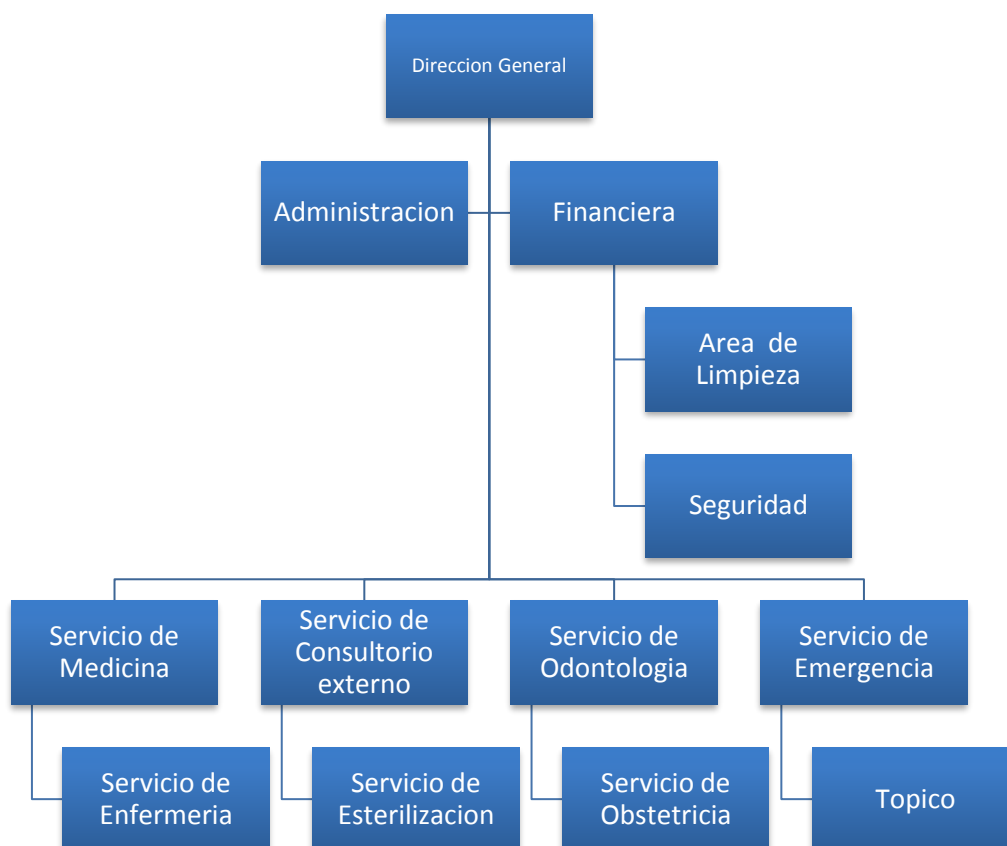 Direccion General
Administracion
Financiera
Area de
Limpieza
Seguridad
Servicio de
Medicina
Servicio de
Consultorio
externo
Servicio de
Odontologia
Servicio de
Emergencia
Servicio de
Enfermeria
Servicio de
Esterilizacion
Servicio de
Obstetricia
Topico